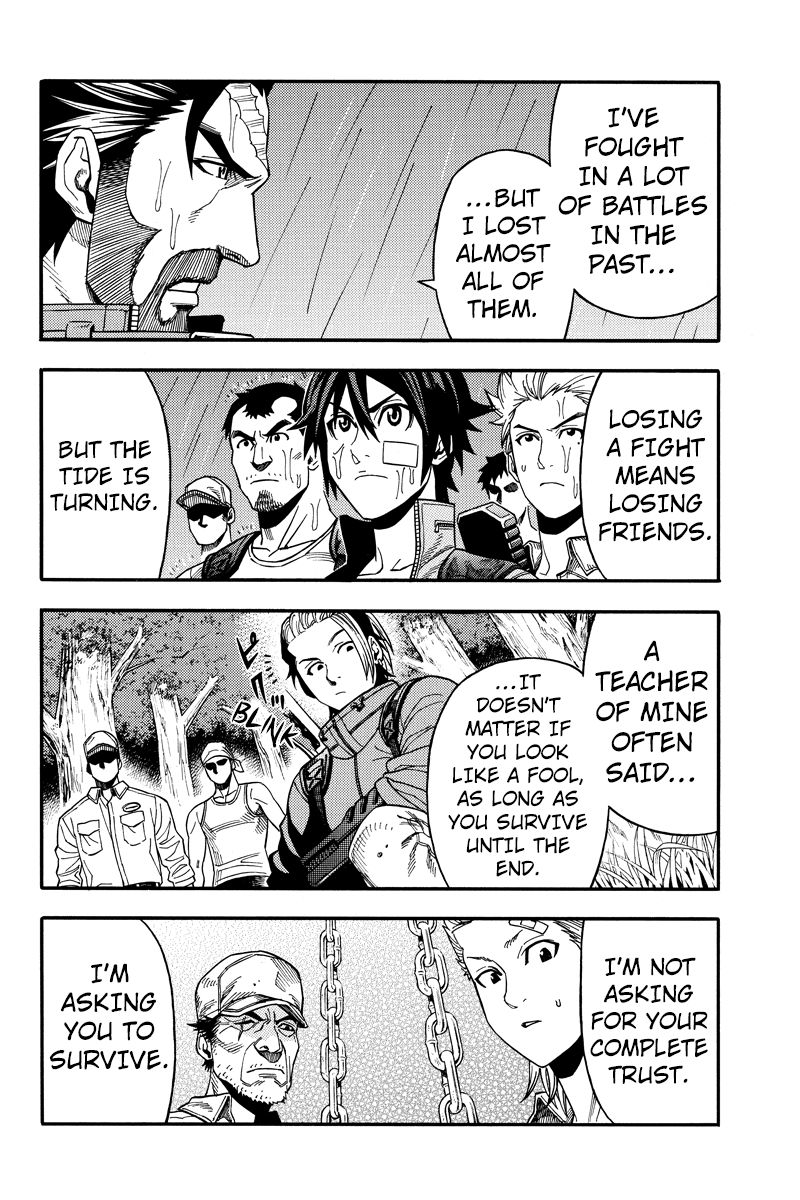 I'VE
FOUGHT
IN A LOT
OF BATTLES
IN THE
PAST...
...BUT
I LOST
ALMOST
ALL OF
THEM.
LOSING
A FIGHT
MEANS
LOSING
FRIENDS.
BUT THE
TIDE IS
TURNING.
A
TEACHER
OF MINE
OFTEN
SAID...
...IT
DOESN'T
MATTER IF
YOU LOOK
LIKE A FOOL,
AS LONG AS
YOU SURVIVE
UNTIL THE
END.
ピクッ
BLINK
I'M NOT
ASKING
FOR YOUR
COMPLETE
TRUST.
I'M
ASKING
YOU TO
SURVIVE.